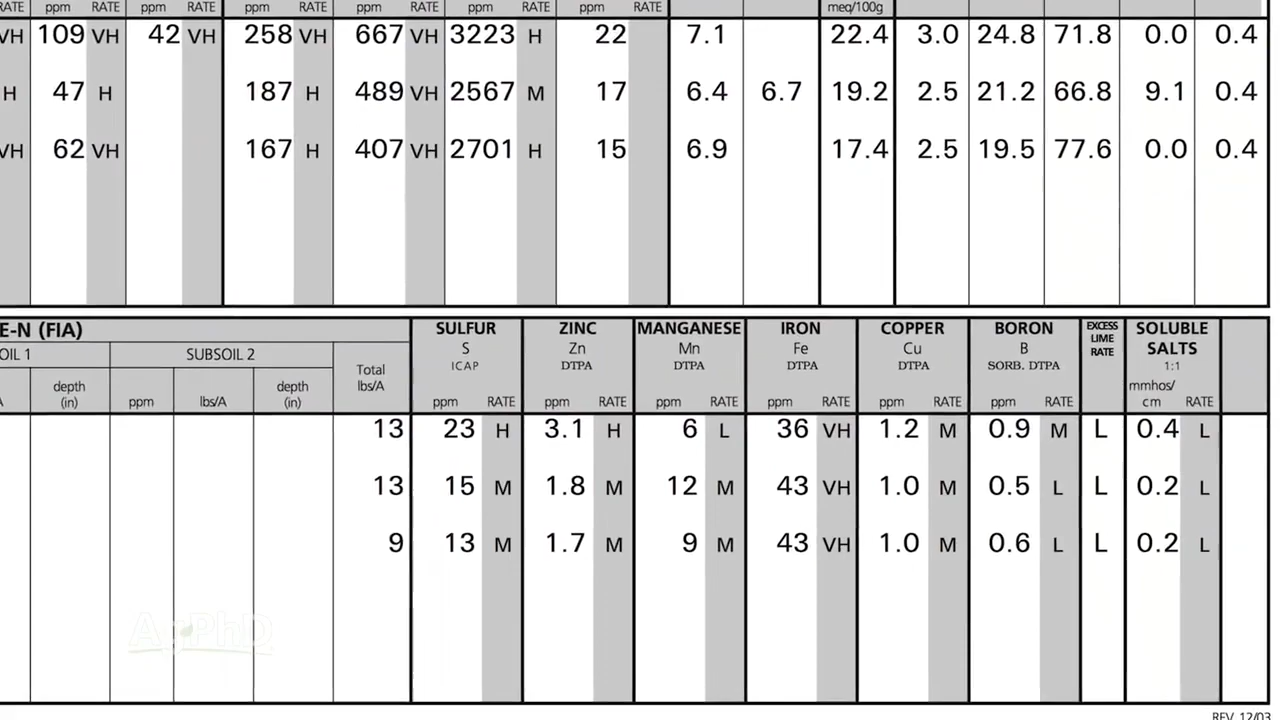 RATE ppm RATE ppm RATE ppm RATE ppm RATE ppm RATE ppm RATE meq/100g
VH 109 VH 42 VH 258 VH 667 VH 3223 H 22 7.1 22.4 3.0 24.8 71.8 0.0 0.4
H 47 H 187 H 489 VH 2567 M 17 6.4 6.7 19.2 2.5 21.2 66.8 9.1 0.4
VH 62 VH 167 H 407 VH 2701 H 15 6.9 17.4 2.5 19.5 77.6 0.0 0.4
E-N (FIA) SULFUR ZINC MANGANESE IRON COPPER BORON EXCESS LIME RATE SOLUBLE SALTS
OIL 1 SUBSOIL 2 Total lbs/A S Zn Mn Fe Cu B
ICAP DTPA DTPA DTPA DTPA SORB. DTPA 1:1
A depth (in) ppm lbs/A depth (in) ppm RATE ppm RATE ppm RATE ppm RATE ppm RATE ppm RATE mmhos/cm RATE
13 23 H 3.1 H 6 L 36 VH 1.2 M 0.9 M L 0.4 L
13 15 M 1.8 M 12 M 43 VH 1.0 M 0.5 L L 0.2 L
9 13 M 1.7 M 9 M 43 VH 1.0 M 0.6 L L 0.2 L
AgPhD
REV. 12/03